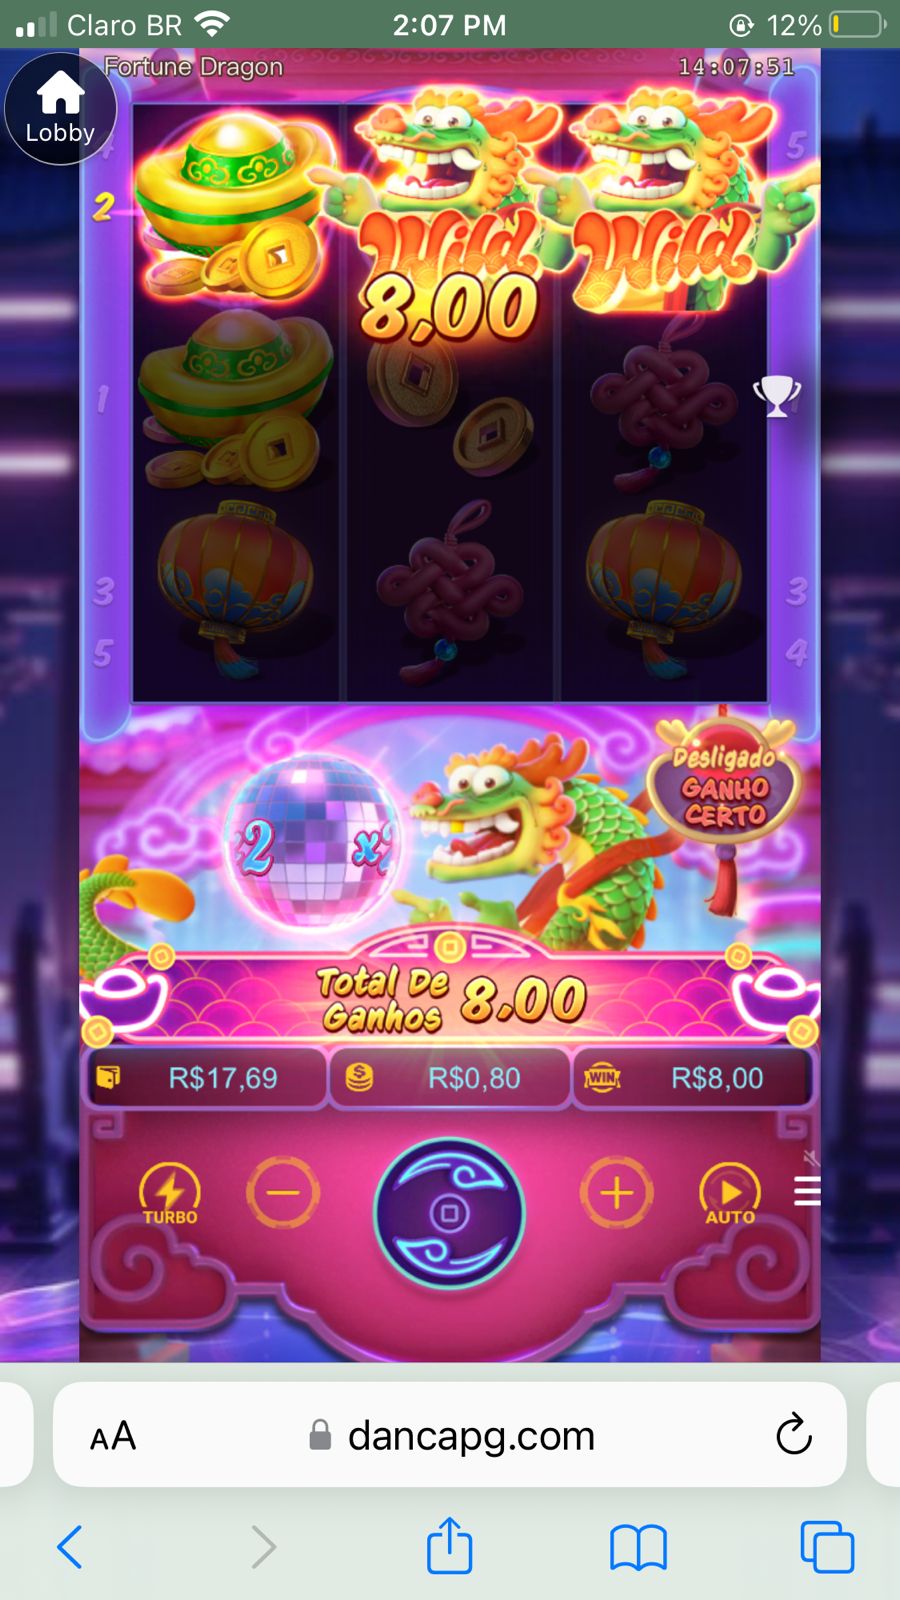 Claro BR
2:07 PM
12%
Fortune Dragon
14:07:51
Lobby
5
2
Wild
Wild
8,00
1
3
3
5
4
Desligado
GANHO
CERTO
2
x
Total De
Ganhos
8,00
R$17,69
R$0,80
WIN
R$8,00
TURBO
AUTO
AA
dancapg.com